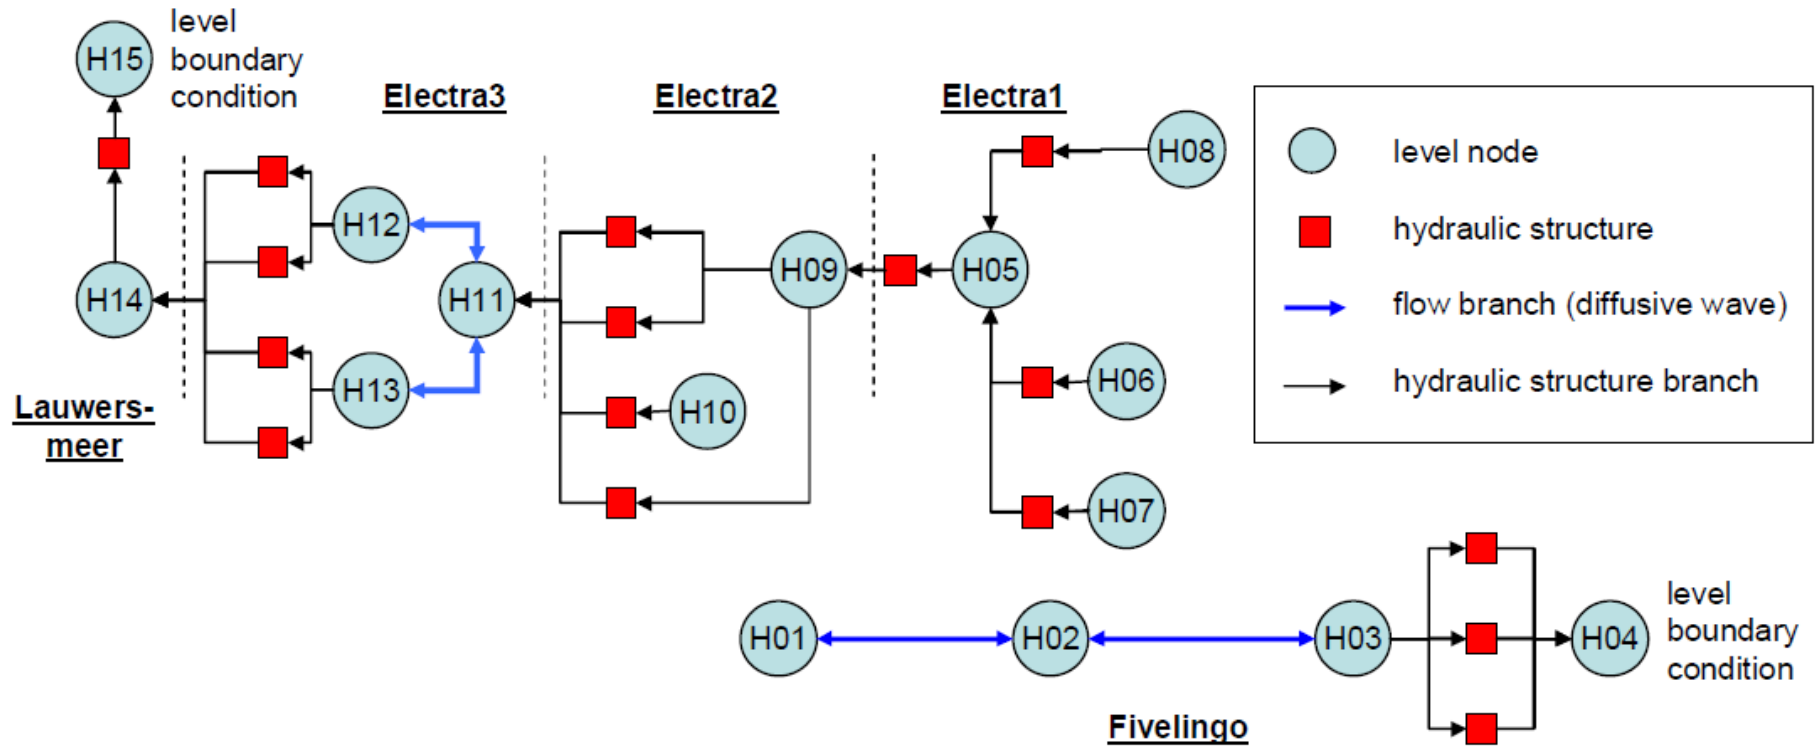 H15
level
boundary
condition
Electra3
Electra2
Electra1
H08
level node
H12
hydraulic structure
H14
H11
H09
H05
flow branch (diffusive wave)
H13
H10
H06
hydraulic structure branch
Lauwers-
meer
H07
H01
H02
H03
H04
level
boundary
condition
Fivelingo